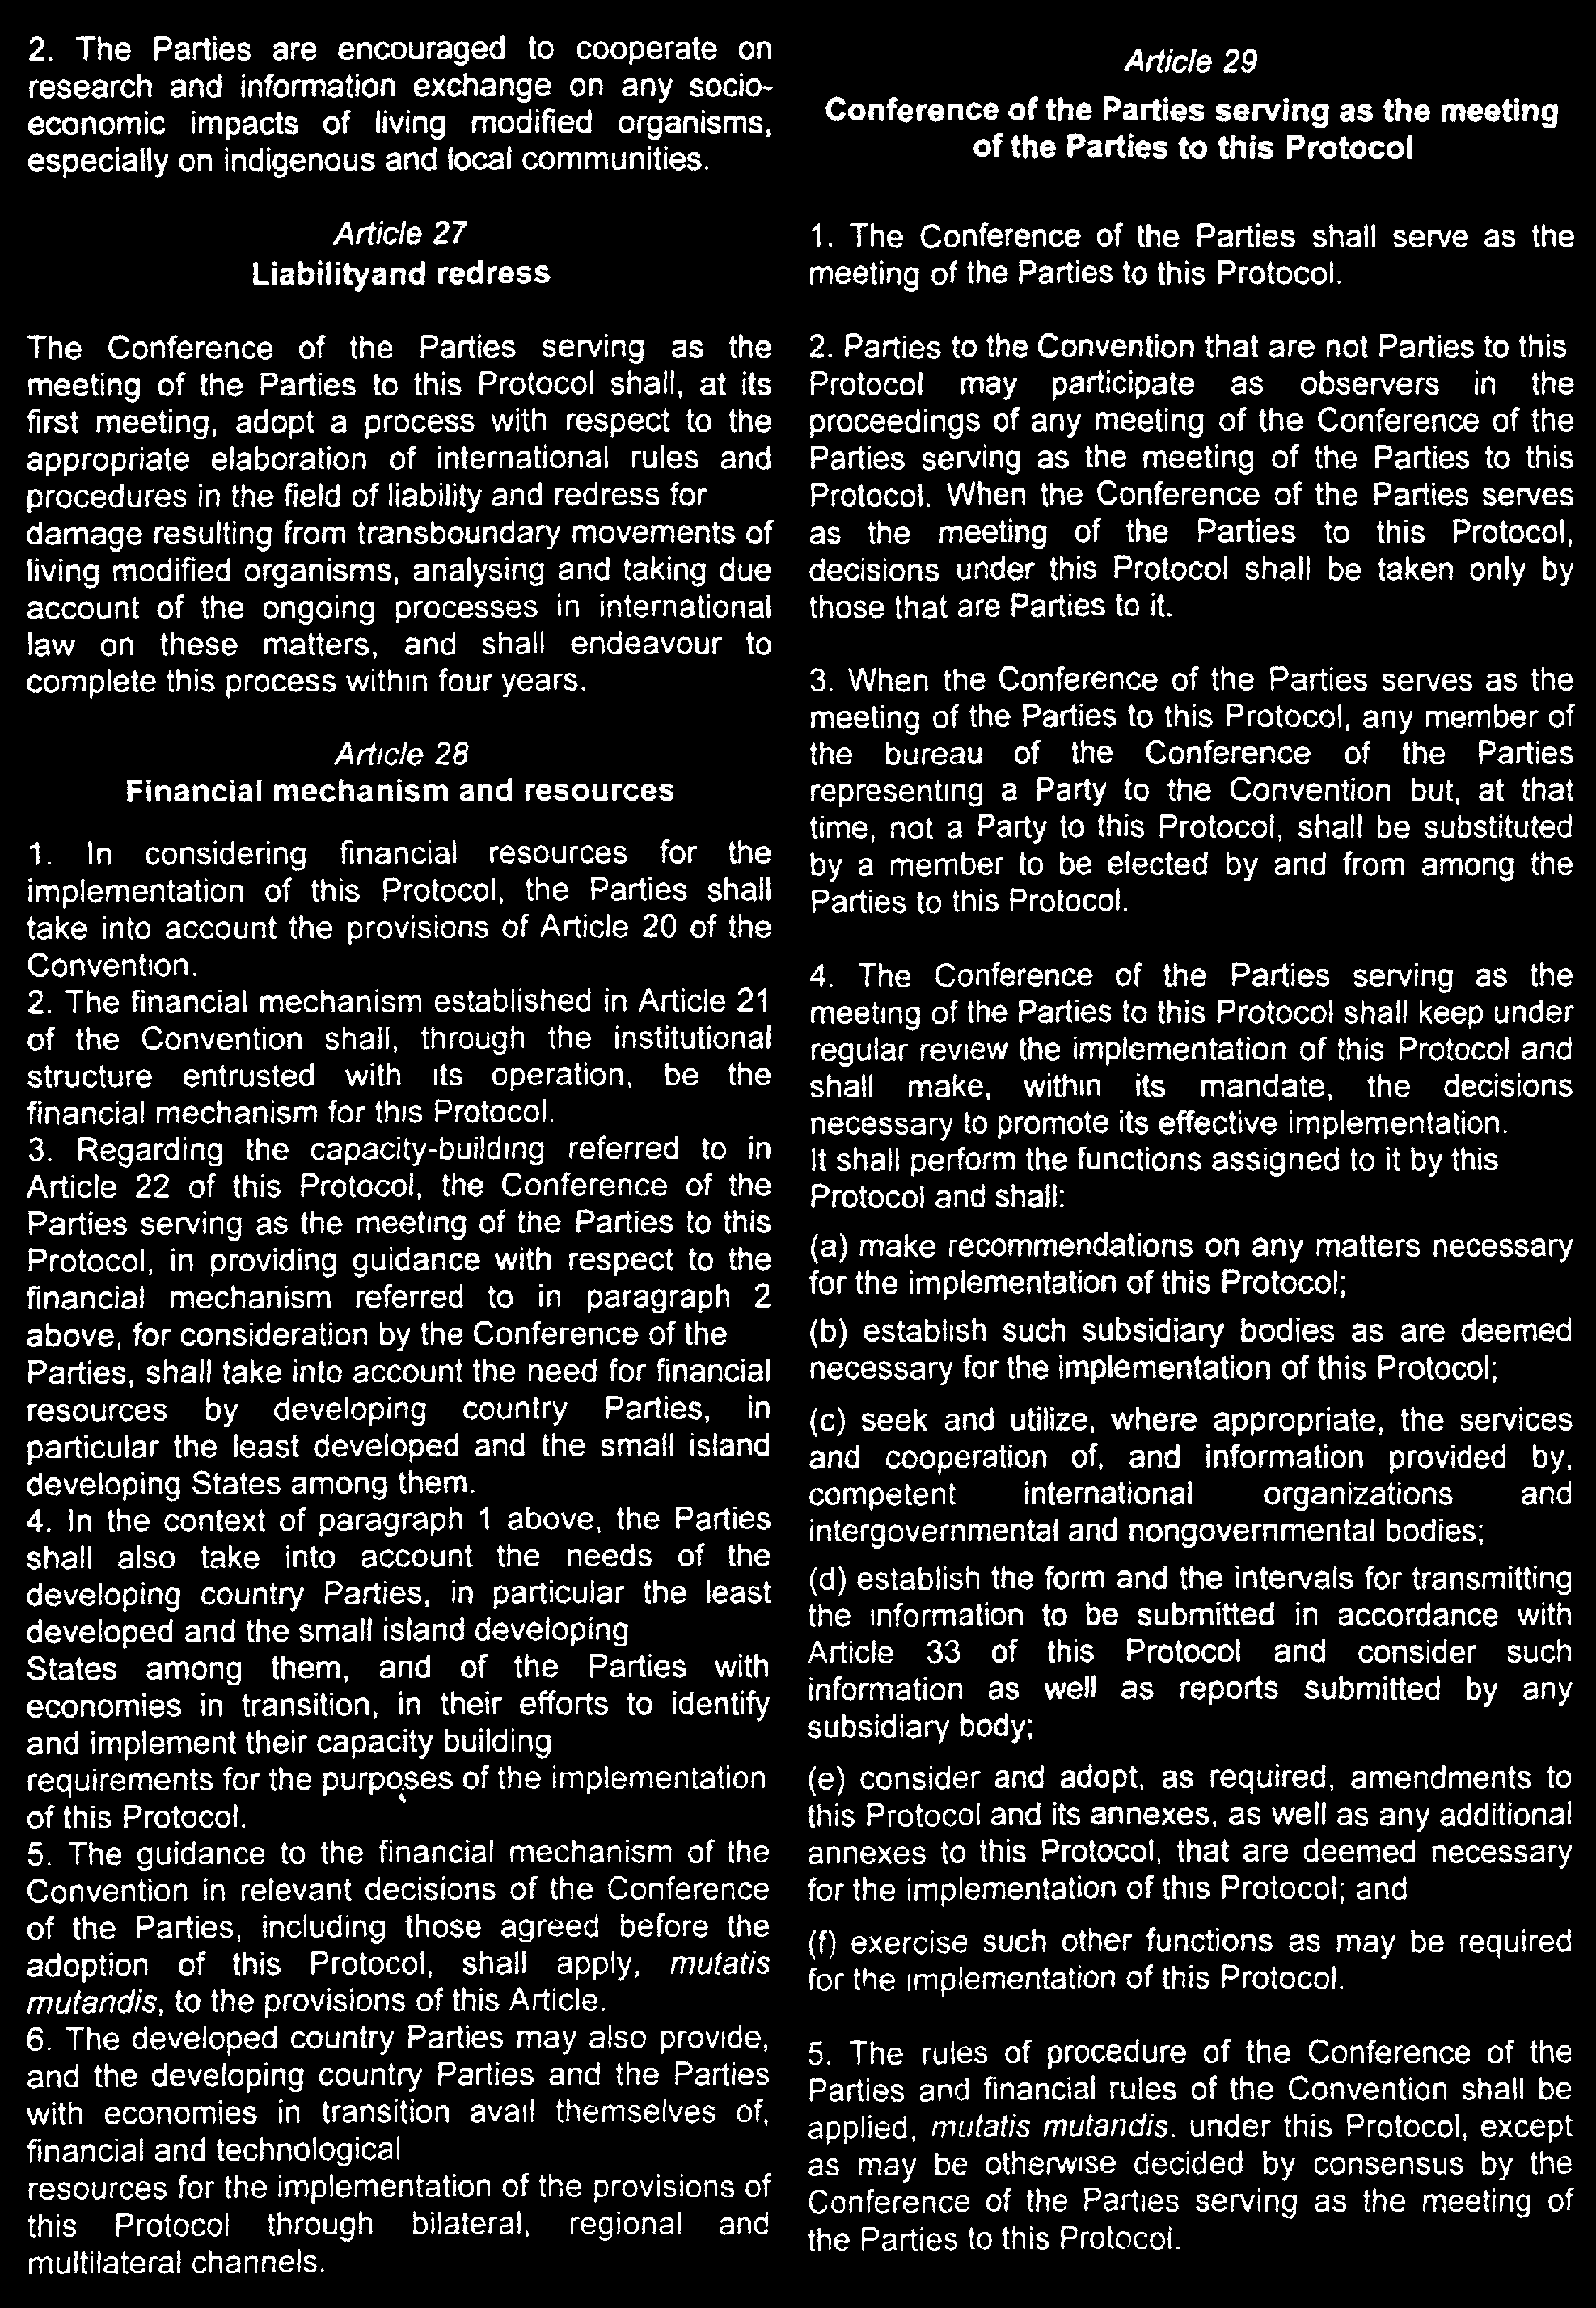 2. The Parties are encouraged to cooperate on
research and information exchange on any socio-
economic impacts of living modified organisms,
especially on indigenous and local communities.
Article 27
Liabilityand redress
The Conference of the Parties serving as the
meeting of the Parties to this Protocol shall, at its
first meeting, adopt a process with respect to the
appropriate elaboration of international rules and
procedures in the field of liability and redress for
damage resulting from transboundary movements of
living modified organisms, analysing and taking due
account of the ongoing processes in international
law on these matters, and shall endeavour to
complete this process within four years.
Article 28
Financial mechanism and resources
1. In considering financial resources for the
implementation of this Protocol, the Parties shall
take into account the provisions of Article 20 of the
Convention.
2. The financial mechanism established in Article 21
of the Convention shall, through the institutional
structure entrusted with its operation, be the
financial mechanism for this Protocol.
3. Regarding the capacity-building referred to in
Article 22 of this Protocol, the Conference of the
Parties serving as the meeting of the Parties to this
Protocol, in providing guidance with respect to the
financial mechanism referred to in paragraph 2
above, for consideration by the Conference of the
Parties, shall take into account the need for financial
resources by developing country Parties, in
particular the least developed and the small island
developing States among them.
4. In the context of paragraph 1 above, the Parties
shall also take into account the needs of the
developing country Parties, in particular the least
developed and the small island developing
States among them, and of the Parties with
economies in transition, in their efforts to identify
and implement their capacity building
requirements for the purposes of the implementation
of this Protocol.
5. The guidance to the financial mechanism of the
Convention in relevant decisions of the Conference
of the Parties, including those agreed before the
adoption of this Protocol, shall apply, mutatis
mutandis, to the provisions of this Article.
6. The developed country Parties may also provide,
and the developing country Parties and the Parties
with economies in transition avail themselves of,
financial and technological
resources for the implementation of the provisions of
this Protocol through bilateral, regional and
multilateral channels.
Article 29
Conference of the Parties serving as the meeting
of the Parties to this Protocol
1. The Conference of the Parties shall serve as the
meeting of the Parties to this Protocol.
2. Parties to the Convention that are not Parties to this
Protocol may participate as observers in the
proceedings of any meeting of the Conference of the
Parties serving as the meeting of the Parties to this
Protocol. When the Conference of the Parties serves
as the meeting of the Parties to this Protocol,
decisions under this Protocol shall be taken only by
those that are Parties to it.
3. When the Conference of the Parties serves as the
meeting of the Parties to this Protocol, any member of
the bureau of the Conference of the Parties
representing a Party to the Convention but, at that
time, not a Party to this Protocol, shall be substituted
by a member to be elected by and from among the
Parties to this Protocol.
4. The Conference of the Parties serving as the
meeting of the Parties to this Protocol shall keep under
regular review the implementation of this Protocol and
shall make, within its mandate, the decisions
necessary to promote its effective implementation.
It shall perform the functions assigned to it by this
Protocol and shall:
(a) make recommendations on any matters necessary
for the implementation of this Protocol;
(b) establish such subsidiary bodies as are deemed
necessary for the implementation of this Protocol;
(c) seek and utilize, where appropriate, the services
and cooperation of, and information provided by,
competent international organizations and
intergovernmental and nongovernmental bodies;
(d) establish the form and the intervals for transmitting
the information to be submitted in accordance with
Article 33 of this Protocol and consider such
information as well as reports submitted by any
subsidiary body;
(e) consider and adopt, as required, amendments to
this Protocol and its annexes, as well as any additional
annexes to this Protocol, that are deemed necessary
for the implementation of this Protocol; and
(f) exercise such other functions as may be required
for the implementation of this Protocol.
5. The rules of procedure of the Conference of the
Parties and financial rules of the Convention shall be
applied, mutatis mutandis. under this Protocol, except
as may be otherwise decided by consensus by the
Conference of the Parties serving as the meeting of
the Parties to this Protocol.